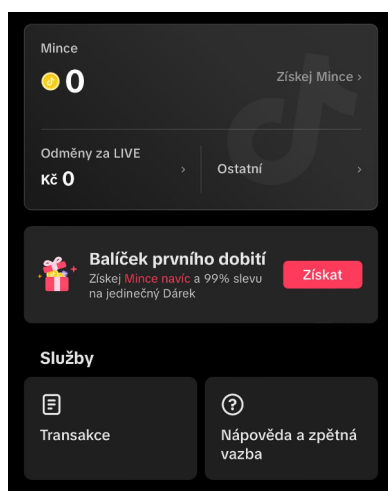 Mince
0
Získej Mince ›
Odměny za LIVE ›
Kč 0
Ostatní ›
Balíček prvního dobití
Získej Mince navíc a 99% slevu
na jedinečný Dárek
Získat
Služby
Transakce
Nápověda a zpětná
vazba